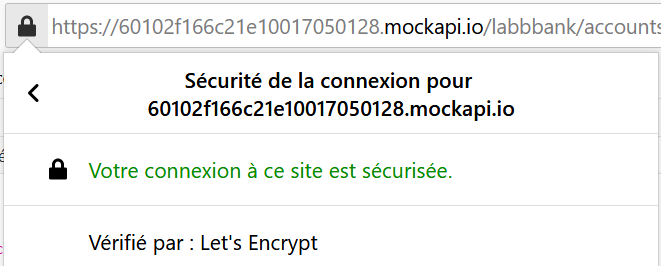 https://60102f166c21e10017050128.mockapi.io/labbbank/accounts
Sécurité de la connexion pour
60102f166c21e10017050128.mockapi.io
Votre connexion à ce site est sécurisée.
Vérifié par : Let's Encrypt